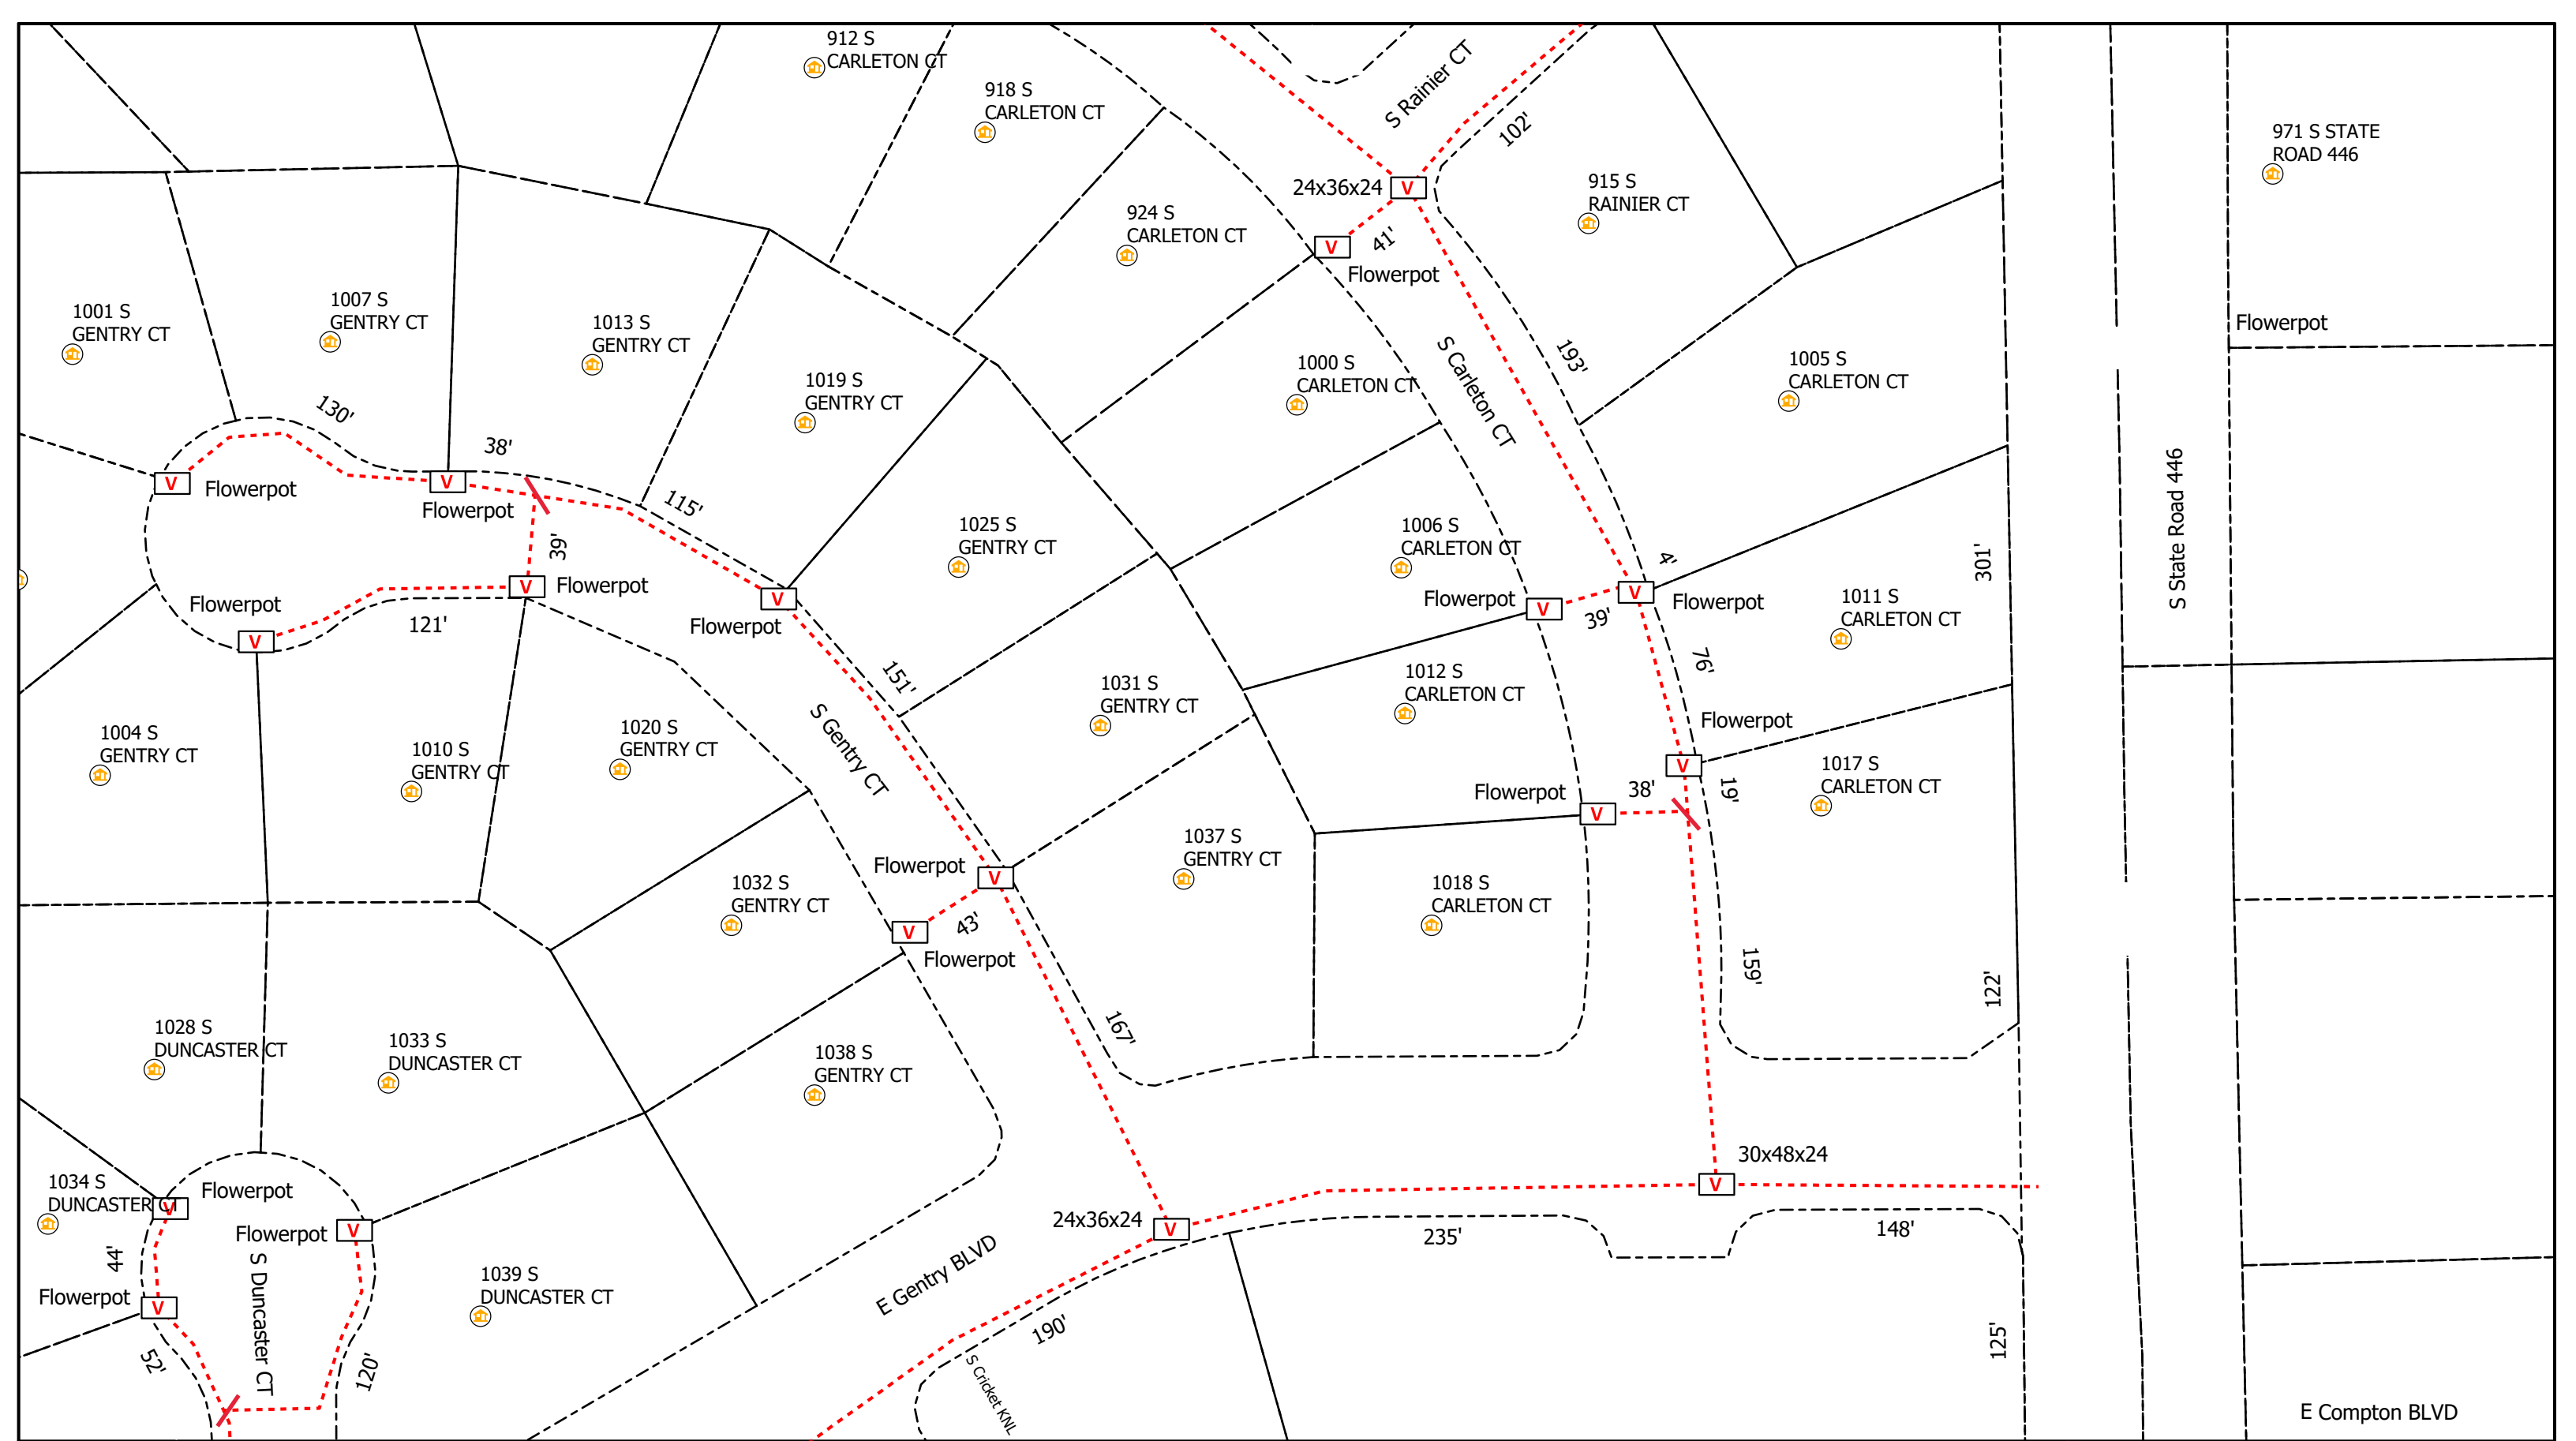 912 S
CARLETON CT
918 S
CARLETON CT
S Rainier CT
102'
971 S STATE
ROAD 446
24x36x24
V
915 S
RAINIER CT
924 S
CARLETON CT
V
41'
Flowerpot
1001 S
GENTRY CT
1007 S
GENTRY CT
1013 S
GENTRY CT
Flowerpot
S Carleton CT
193'
1000 S
CARLETON CT
1005 S
CARLETON CT
1019 S
GENTRY CT
130'
38'
V
Flowerpot
V
Flowerpot
115'
S State Road 446
1025 S
GENTRY CT
1006 S
CARLETON CT
39'
4'
301'
V
Flowerpot
V
Flowerpot
Flowerpot
V
39'
V
Flowerpot
1011 S
CARLETON CT
Flowerpot
V
121'
V
Flowerpot
151'
1031 S
GENTRY CT
1012 S
CARLETON CT
76'
Flowerpot
V
S Gentry CT
1004 S
GENTRY CT
1010 S
GENTRY CT
1020 S
GENTRY CT
1017 S
CARLETON CT
19'
Flowerpot
V
38'
1037 S
GENTRY CT
Flowerpot
V
1032 S
GENTRY CT
1018 S
CARLETON CT
V
43'
Flowerpot
159'
122'
167'
1028 S
DUNCASTER CT
1033 S
DUNCASTER CT
1038 S
GENTRY CT
30x48x24
V
1034 S
DUNCASTER CT
V
Flowerpot
Flowerpot
V
24x36x24
V
235'
148'
44'
S Duncaster CT
E Gentry BLVD
1039 S
DUNCASTER CT
Flowerpot
V
190'
125'
52'
120'
S Cricket KNL
E Compton BLVD